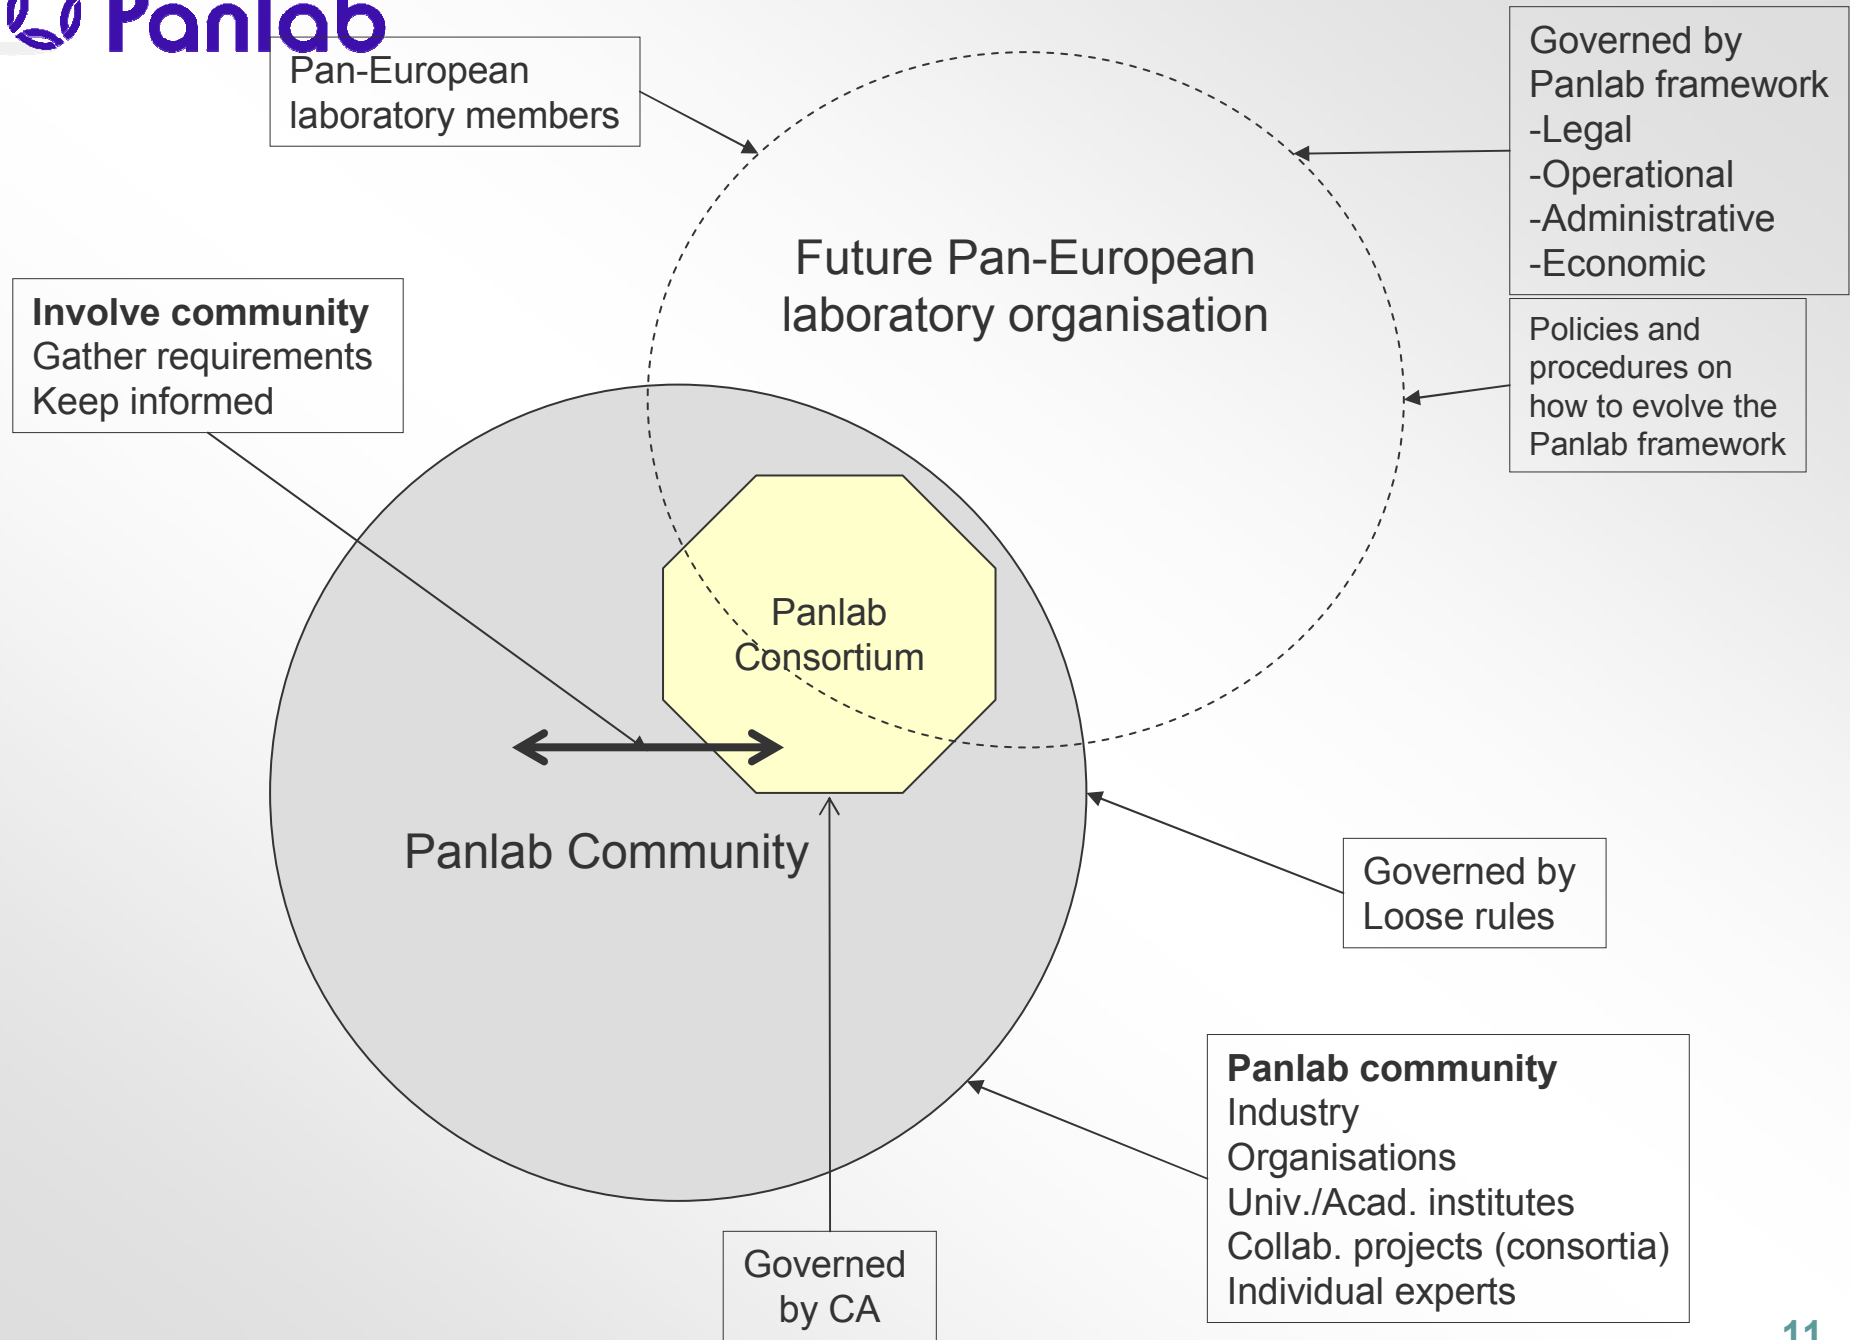 Panlab
Pan-European
laboratory members
Governed by
Panlab framework
-Legal
-Operational
-Administrative
-Economic
Future Pan-European
laboratory organisation
Involve community
Gather requirements
Keep informed
Policies and
procedures on
how to evolve the
Panlab framework
Panlab
Consortium
Panlab Community
Governed by
Loose rules
Panlab community
Industry
Organisations
Univ./Acad. institutes
Collab. projects (consortia)
Individual experts
Governed
by CA
11